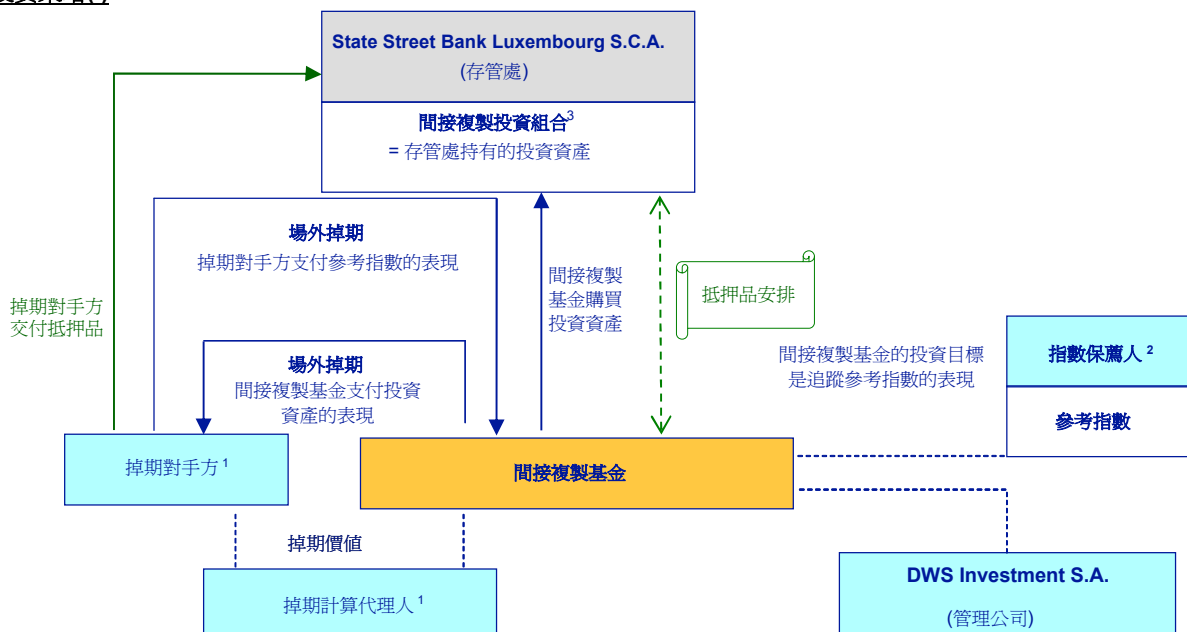 State Street Bank Luxembourg S.C.A.
(存管處)
間接複製投資組合3
= 存管處持有的投資資產
場外掉期
掉期對手方支付參考指數的表現
間接複製
基金購買
投資資產
抵押品安排
掉期對手方
交付抵押品
場外掉期
間接複製基金支付投資
資產的表現
間接複製基金的投資目標
是追蹤參考指數的表現
指數保薦人 2
參考指數
掉期對手方 1
間接複製基金
掉期價值
掉期計算代理人 1
DWS Investment S.A.
(管理公司)